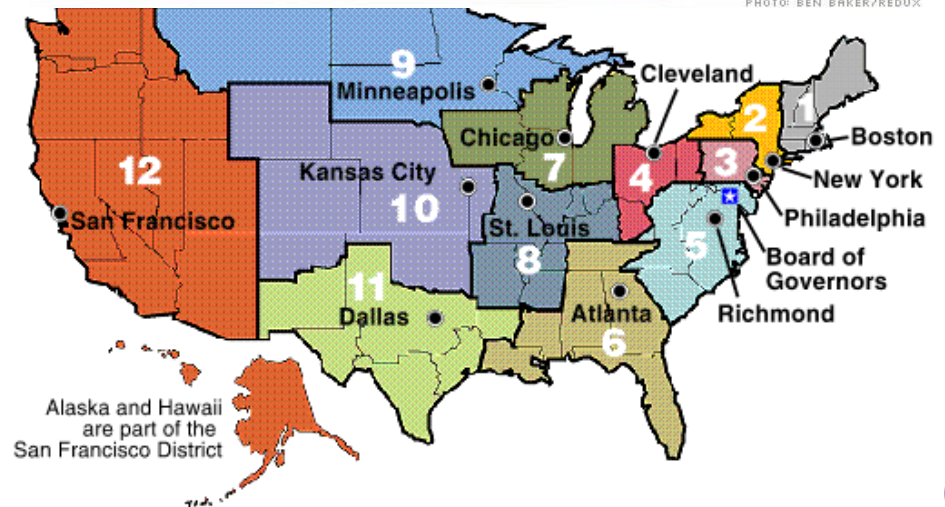 PHOTO: BEN BAKER/REDUX
9
Minneapolis
Cleveland
2
1
Chicago
Boston
7
12
Kansas City
4
3
New York
10
San Francisco
St. Louis
Philadelphia
5
Board of
Governors
8
11
Dallas
Atlanta
Richmond
6
Alaska and Hawaii
are part of the
San Francisco District